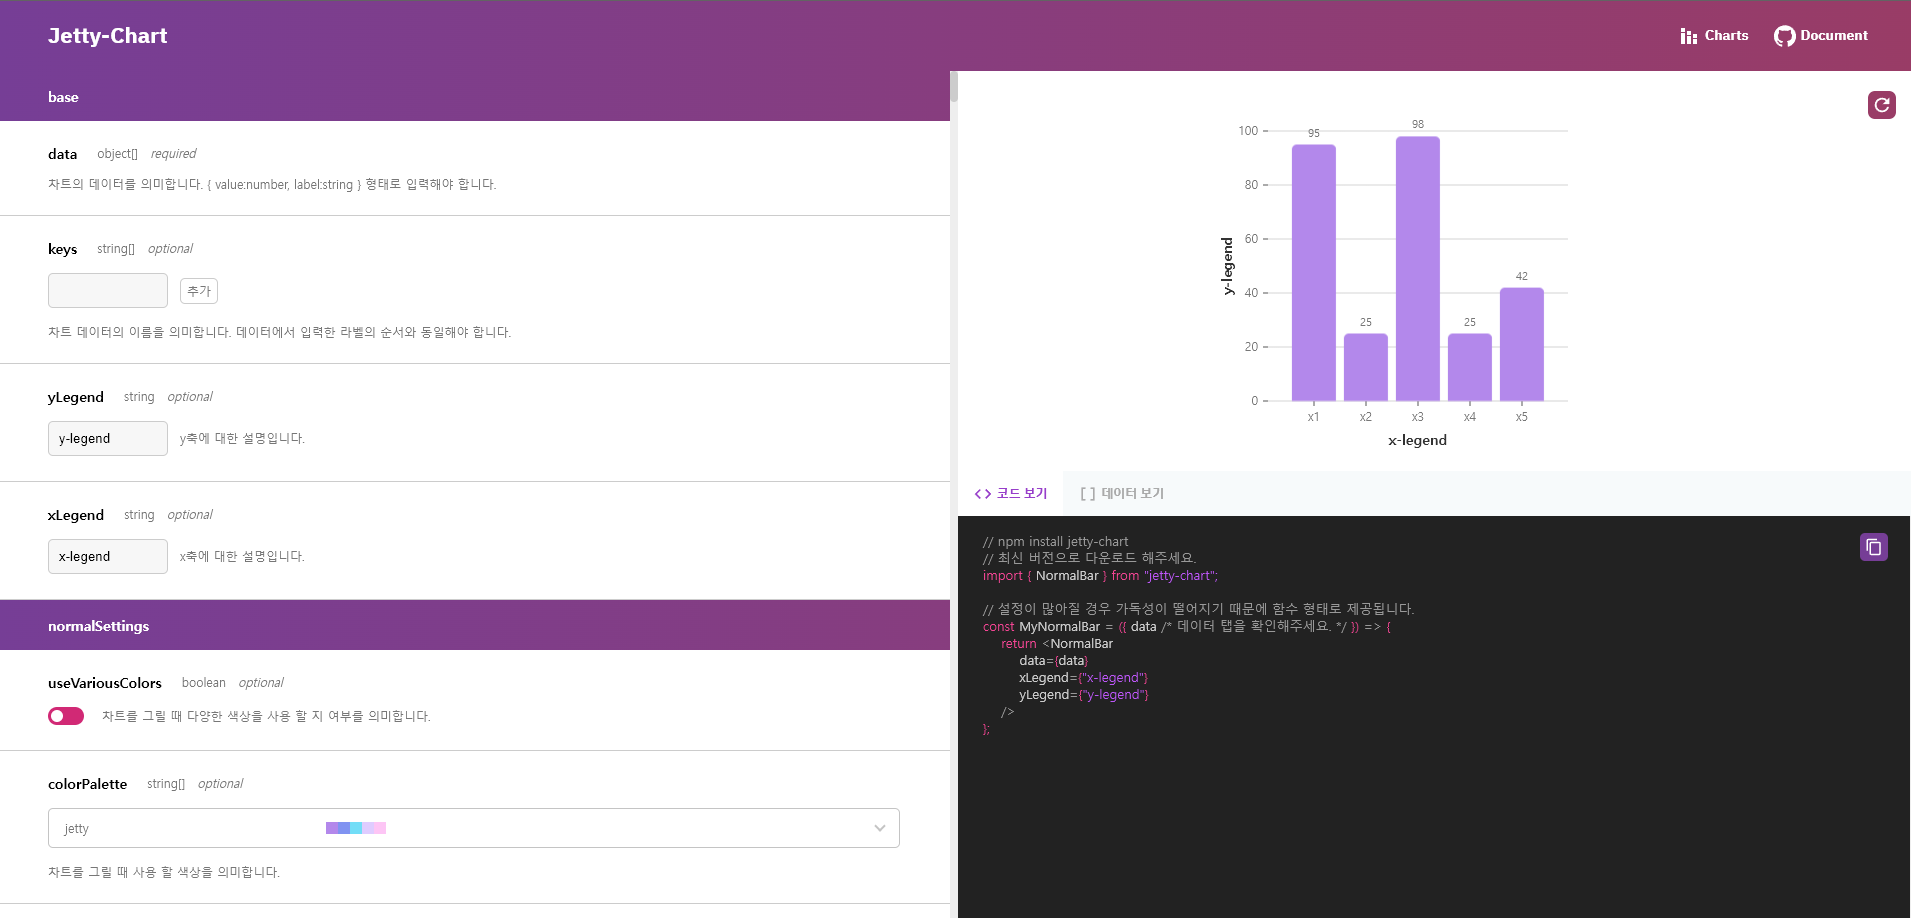 Jetty-Chart
Charts
Document
base
data object[] required
차트의 데이터를 의미합니다. { value:number, label:string } 형태로 입력해야 합니다.
keys string[] optional
추가
차트 데이터의 이름을 의미합니다. 데이터에서 입력한 라벨의 순서와 동일해야 합니다.
yLegend string optional
y-legend y축에 대한 설명입니다.
xLegend string optional
x-legend x축에 대한 설명입니다.
normalSettings
useVariousColors boolean optional
차트를 그릴 때 다양한 색상을 사용 할 지 여부를 의미합니다.
colorPalette string[] optional
jetty
차트를 그릴 때 사용 할 색상을 의미합니다.
y-legend
100
80
60
40
20
0
95
25
98
25
42
x1 x2 x3 x4 x5
x-legend
<> 코드 보기
[ ] 데이터 보기
// npm install jetty-chart
// 최신 버전으로 다운로드 해주세요.
import { NormalBar } from "jetty-chart";
// 설정이 많아질 경우 가독성이 떨어지기 때문에 함수 형태로 제공됩니다.
const MyNormalBar = ({ data /* 데이터 탭을 확인해주세요. */ }) => {
return <NormalBar
data={data}
xLegend={"x-legend"}
yLegend={"y-legend"}
/>
};